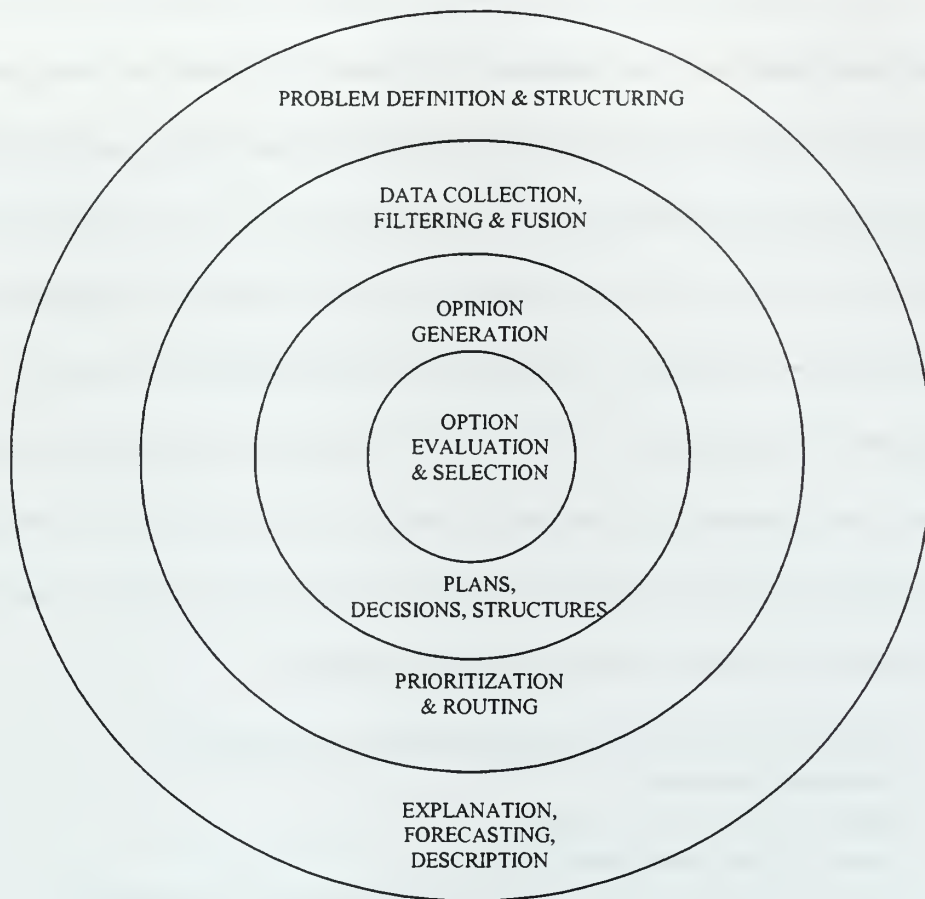 PROBLEM DEFINITION & STRUCTURING
DATA COLLECTION,
FILTERING & FUSION
OPINION
GENERATION
OPTION
EVALUATION
& SELECTION
PLANS,
DECISIONS, STRUCTURES
PRIORITIZATION
& ROUTING
EXPLANATION,
FORECASTING,
DESCRIPTION